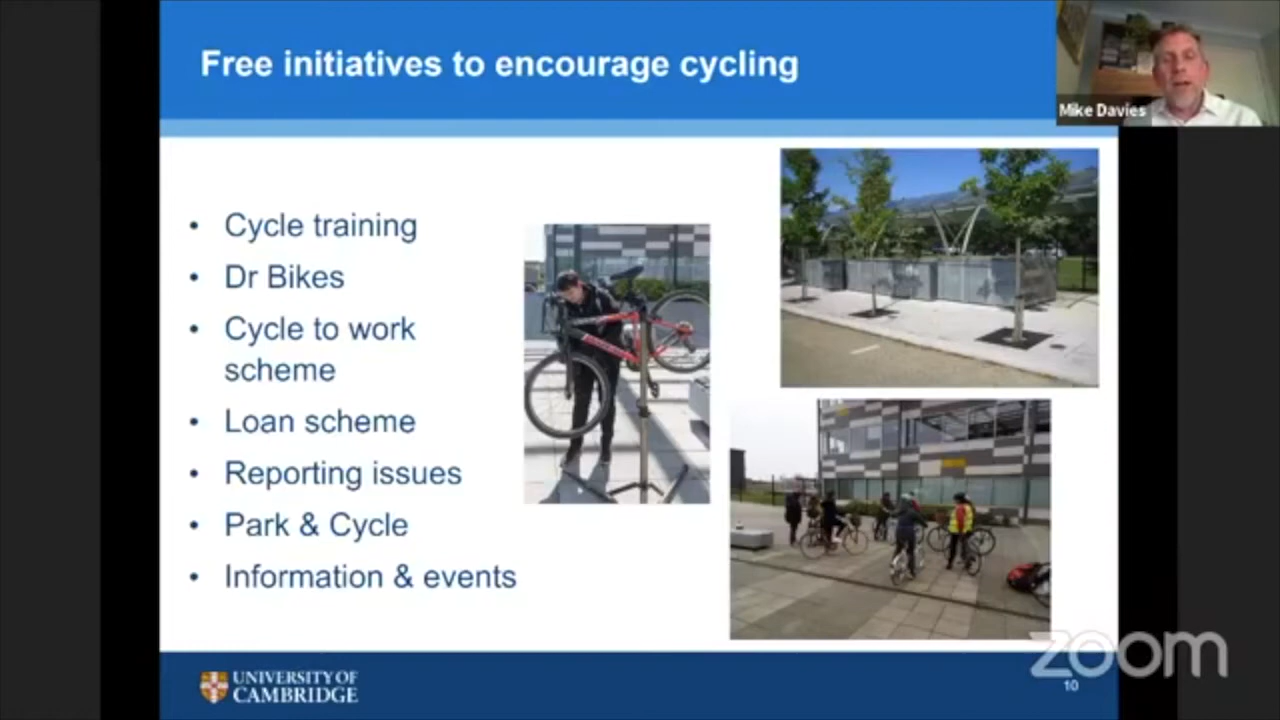 Free initiatives to encourage cycling
Mike Davies
• Cycle training
• Dr Bikes
• Cycle to work
scheme
• Loan scheme
• Reporting issues
• Park & Cycle
• Information & events
UNIVERSITY OF
CAMBRIDGE
10
zoom